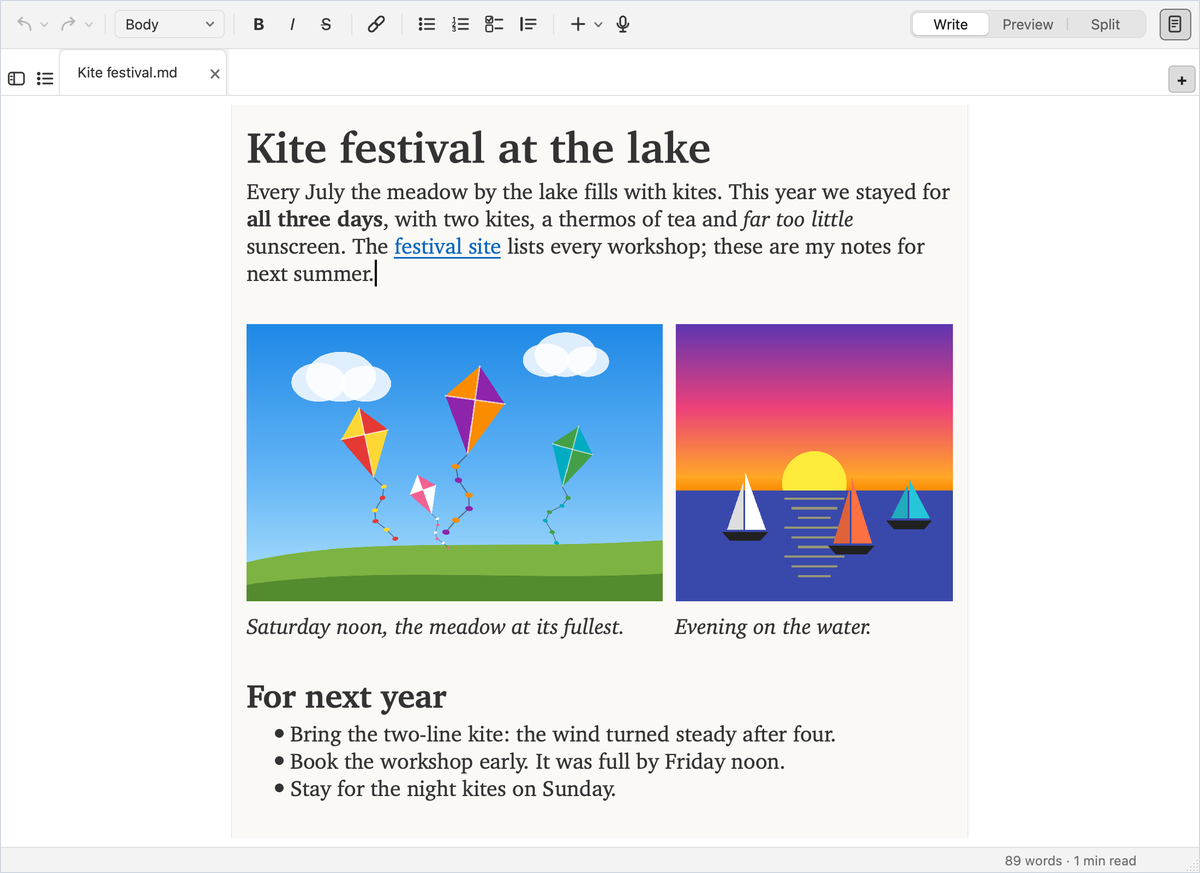 Body
B
I
S
Write
Preview
Split
Kite festival.md
Kite festival at the lake
Every July the meadow by the lake fills with kites. This year we stayed for
all three days, with two kites, a thermos of tea and far too little
sunscreen. The festival site lists every workshop; these are my notes for
next summer.
Saturday noon, the meadow at its fullest.
Evening on the water.
For next year
• Bring the two-line kite: the wind turned steady after four.
• Book the workshop early. It was full by Friday noon.
• Stay for the night kites on Sunday.
89 words · 1 min read